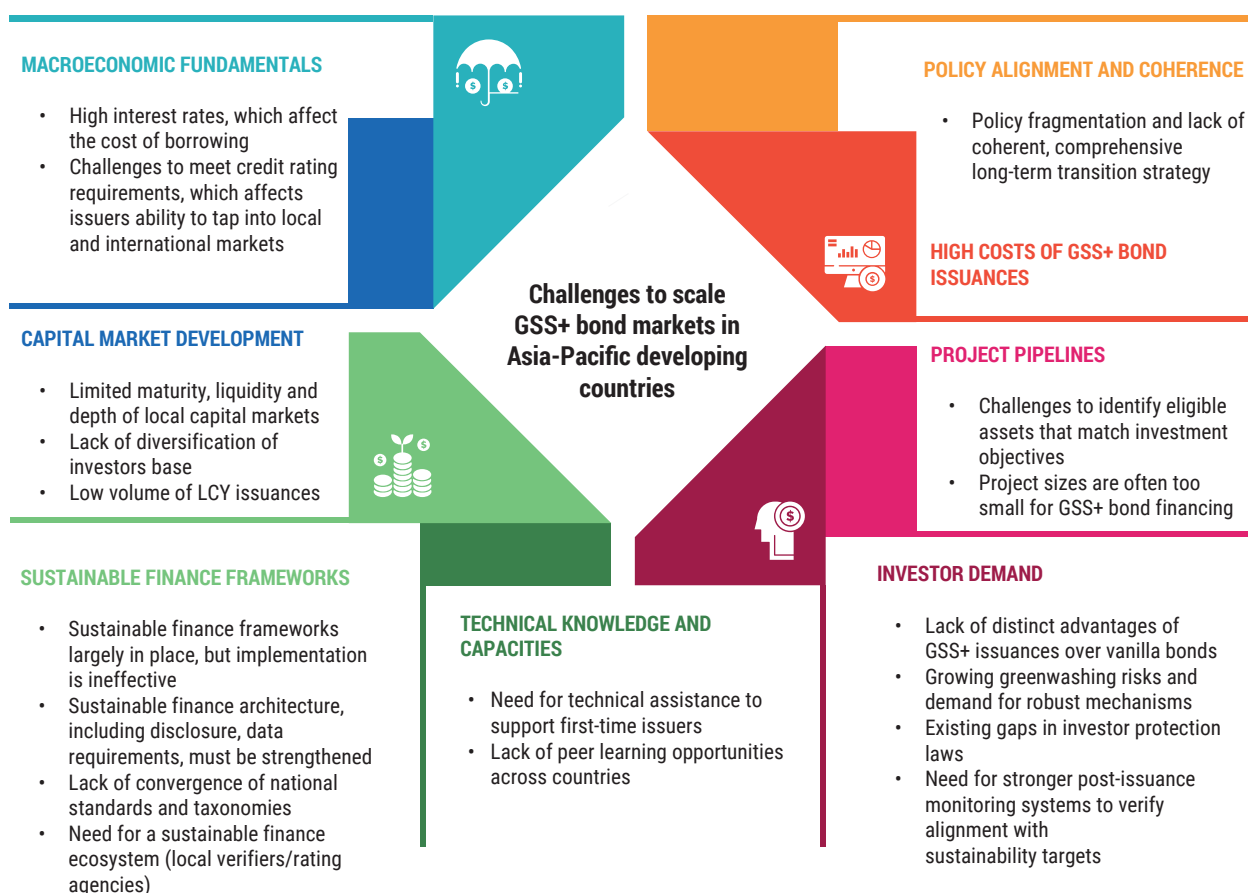 MACROECONOMIC FUNDAMENTALS
• High interest rates, which affect
the cost of borrowing
• Challenges to meet credit rating
requirements, which affects
issuers ability to tap into local
and international markets
CAPITAL MARKET DEVELOPMENT
• Limited maturity, liquidity and
depth of local capital markets
• Lack of diversification of
investors base
• Low volume of LCY issuances
SUSTAINABLE FINANCE FRAMEWORKS
• Sustainable finance frameworks
largely in place, but implementation
is ineffective
• Sustainable finance architecture,
including disclosure, data
requirements, must be strengthened
• Lack of convergence of national
standards and taxonomies
• Need for a sustainable finance
ecosystem (local verifiers/rating
agencies)
Challenges to scale
GSS+ bond markets in
Asia-Pacific developing
countries
TECHNICAL KNOWLEDGE AND
CAPACITIES
• Need for technical assistance to
support first-time issuers
• Lack of peer learning opportunities
across countries
POLICY ALIGNMENT AND COHERENCE
• Policy fragmentation and lack of
coherent, comprehensive
long-term transition strategy
HIGH COSTS OF GSS+ BOND
ISSUANCES
PROJECT PIPELINES
• Challenges to identify eligible
assets that match investment
objectives
• Project sizes are often too
small for GSS+ bond financing
INVESTOR DEMAND
• Lack of distinct advantages of
GSS+ issuances over vanilla bonds
• Growing greenwashing risks and
demand for robust mechanisms
• Existing gaps in investor protection
laws
• Need for stronger post-issuance
monitoring systems to verify
alignment with
sustainability targets